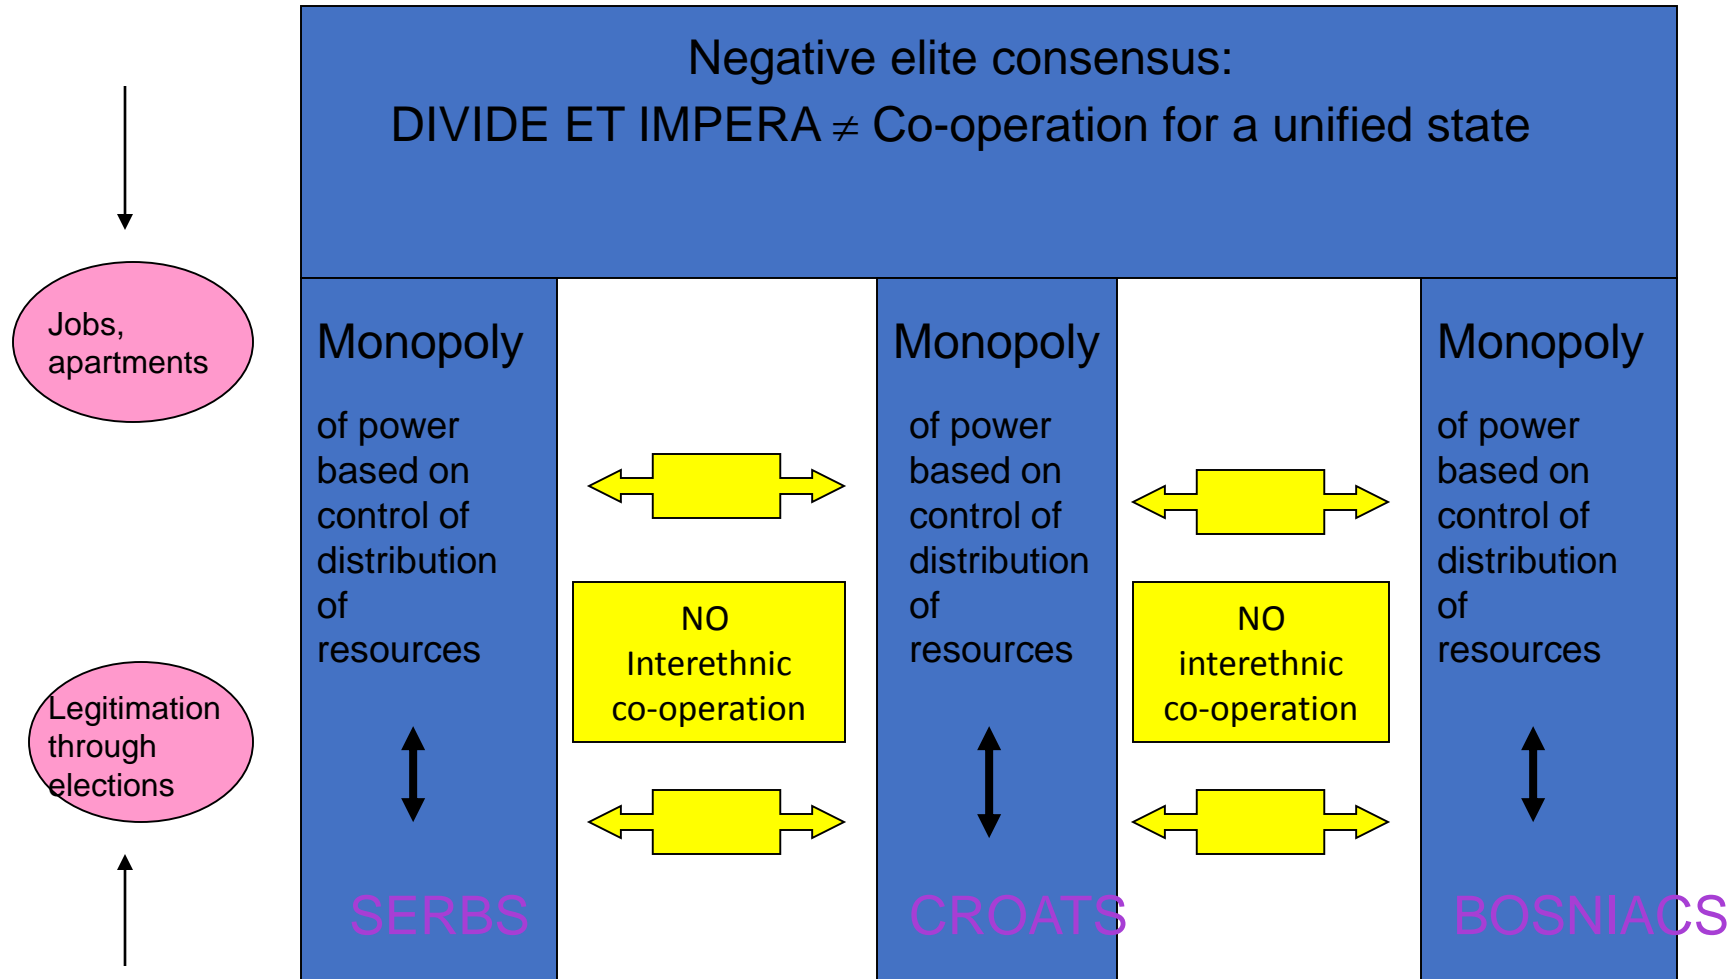 Negative elite consensus:
DIVIDE ET IMPERA ≠ Co-operation for a unified state
Jobs,
apartments
Legitimation
through
elections
Monopoly
of power
based on
control of
distribution
of
resources
SERBS
NO
Interethnic
co-operation
Monopoly
of power
based on
control of
distribution
of
resources
CROATS
NO
interethnic
co-operation
Monopoly
of power
based on
control of
distribution
of
resources
BOSNIACS